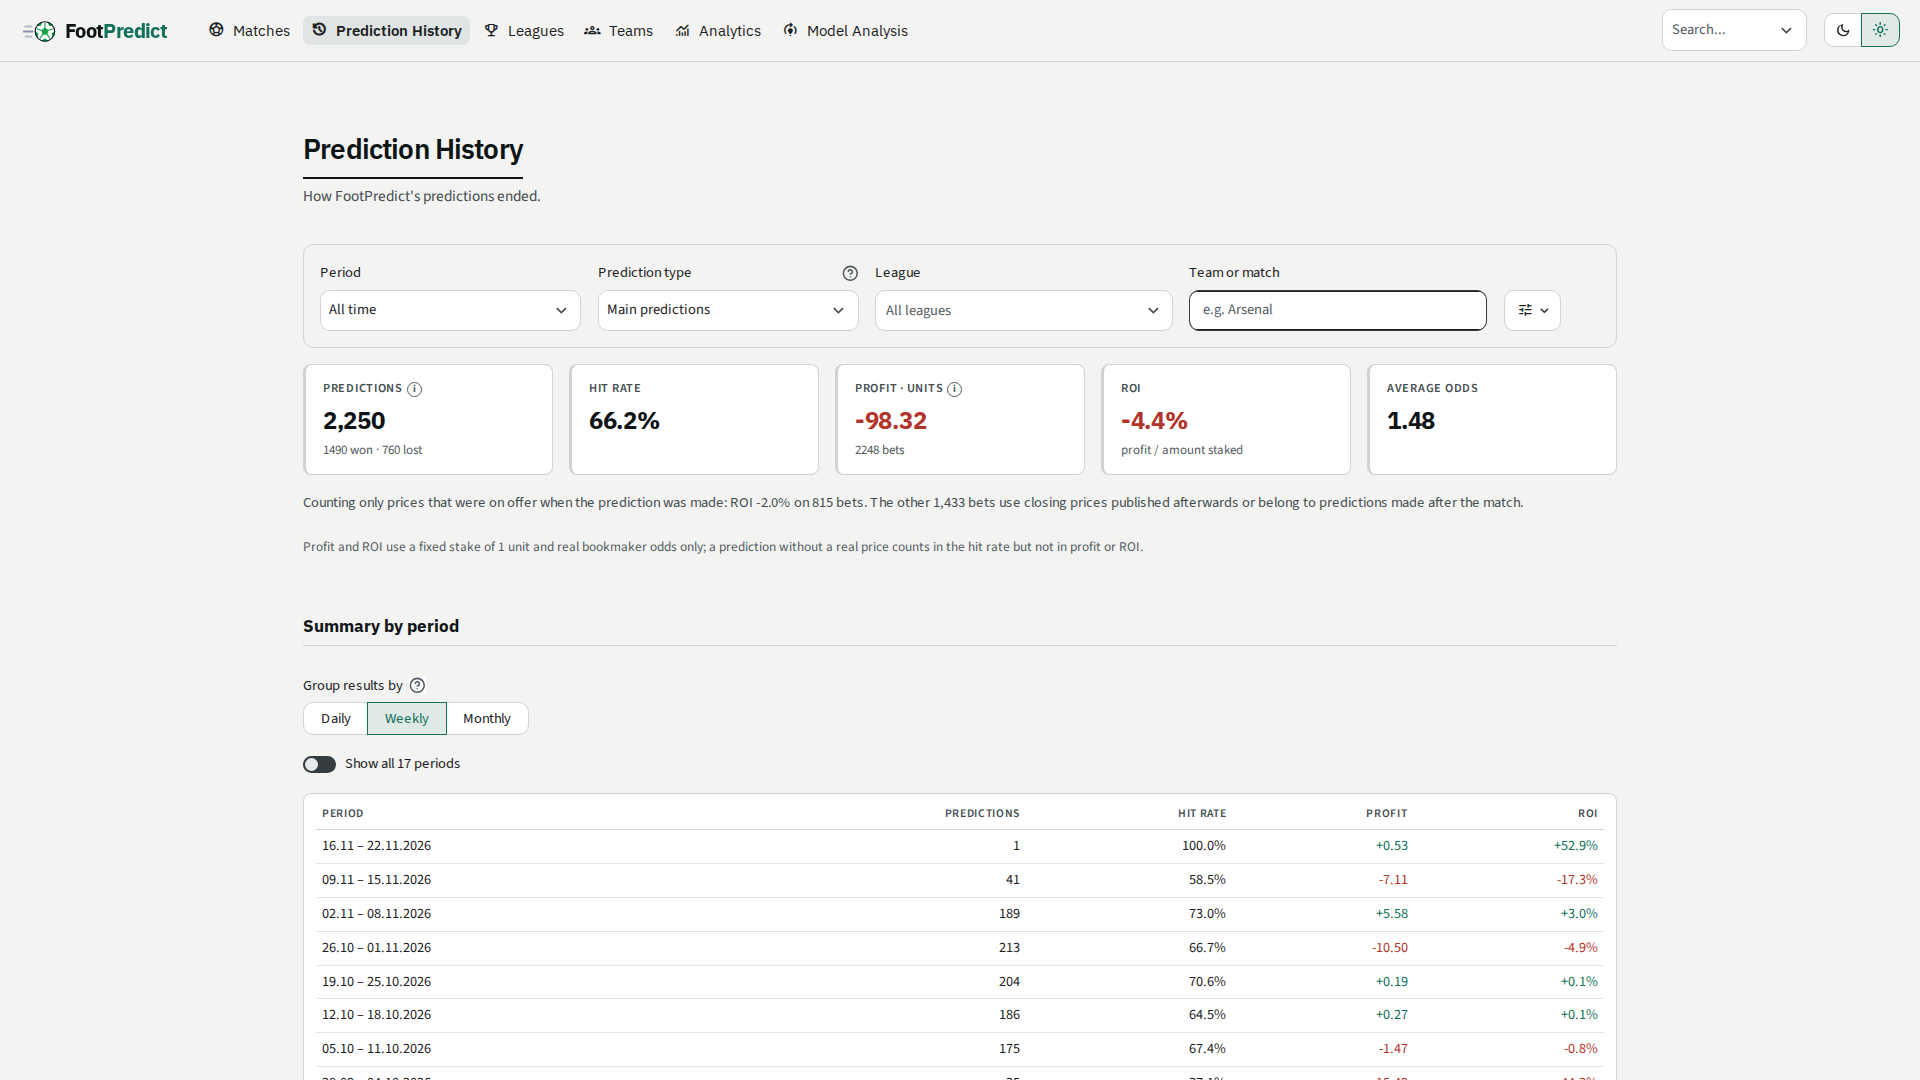 FootPredict
Matches
Prediction History
Leagues
Teams
Analytics
Model Analysis
Search...
Prediction History
How FootPredict's predictions ended.
Period
Prediction type
League
Team or match
All time
Main predictions
All leagues
e.g. Arsenal
PREDICTIONS
2,250
1490 won · 760 lost
HIT RATE
66.2%
PROFIT · UNITS
-98.32
2248 bets
ROI
-4.4%
profit / amount staked
AVERAGE ODDS
1.48
Counting only prices that were on offer when the prediction was made: ROI -2.0% on 815 bets. The other 1,433 bets use closing prices published afterwards or belong to predictions made after the match.
Profit and ROI use a fixed stake of 1 unit and real bookmaker odds only; a prediction without a real price counts in the hit rate but not in profit or ROI.
Summary by period
Group results by
Daily Weekly Monthly
Show all 17 periods
PERIOD PREDICTIONS HIT RATE PROFIT ROI
16.11 – 22.11.2026 1 100.0% +0.53 +52.9%
09.11 – 15.11.2026 41 58.5% -7.11 -17.3%
02.11 – 08.11.2026 189 73.0% +5.58 +3.0%
26.10 – 01.11.2026 213 66.7% -10.50 -4.9%
19.10 – 25.10.2026 204 70.6% +0.19 +0.1%
12.10 – 18.10.2026 186 64.5% +0.27 +0.1%
05.10 – 11.10.2026 175 67.4% -1.47 -0.8%